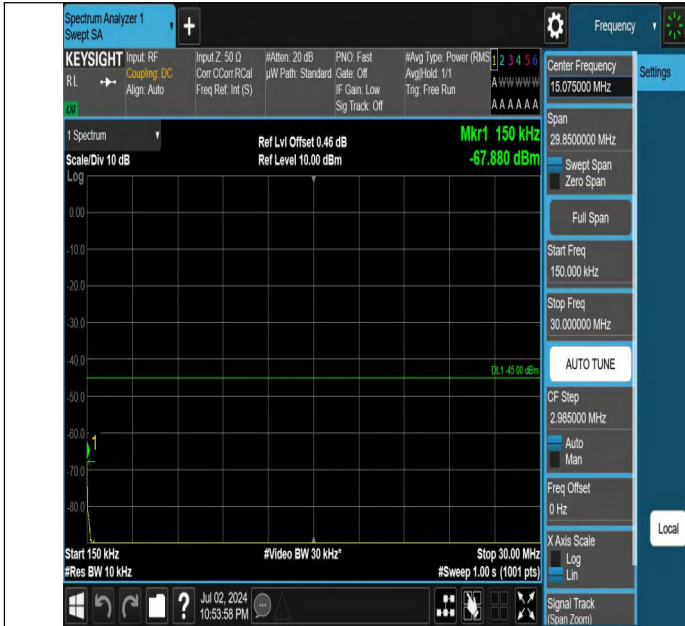 Spectrum Analyzer 1
Swept SA
+
Frequency
KEYSIGHT
RL
Input: RF
Coupling: DC
Align: Auto
Input Z: 50 Ω
Corr CCorr RCal
Freq Ref: Int (S)
#Atten: 20 dB
µW Path: Standard
PNO: Fast
Gate: Off
IF Gain: Low
Sig Track: Off
#Avg Type: Power (RMS
Avg|Hold: 1/1
Trig: Free Run
1 2 3 4 5 6
A W W W W W
A A A A A A
1 Spectrum
Scale/Div 10 dB
Log
Ref Lvl Offset 0.46 dB
Ref Level 10.00 dBm
Mkr1 150 kHz
-67.880 dBm
0.00
-10.0
-20.0
-30.0
-40.0
DL1 -45.00 dBm
-50.0
-60.0
1
-70.0
-80.0
Start 150 kHz
#Res BW 10 kHz
#Video BW 30 kHz*
Stop 30.00 MHz
#Sweep 1.00 s (1001 pts)
Jul 02, 2024
10:53:58 PM
Center Frequency
15.075000 MHz
Settings
Span
29.8500000 MHz
Swept Span
Zero Span
Full Span
Start Freq
150.000 kHz
Stop Freq
30.000000 MHz
AUTO TUNE
CF Step
2.985000 MHz
Auto
Man
Freq Offset
0 Hz
Local
X Axis Scale
Log
Lin
Signal Track
(Span Zoom)